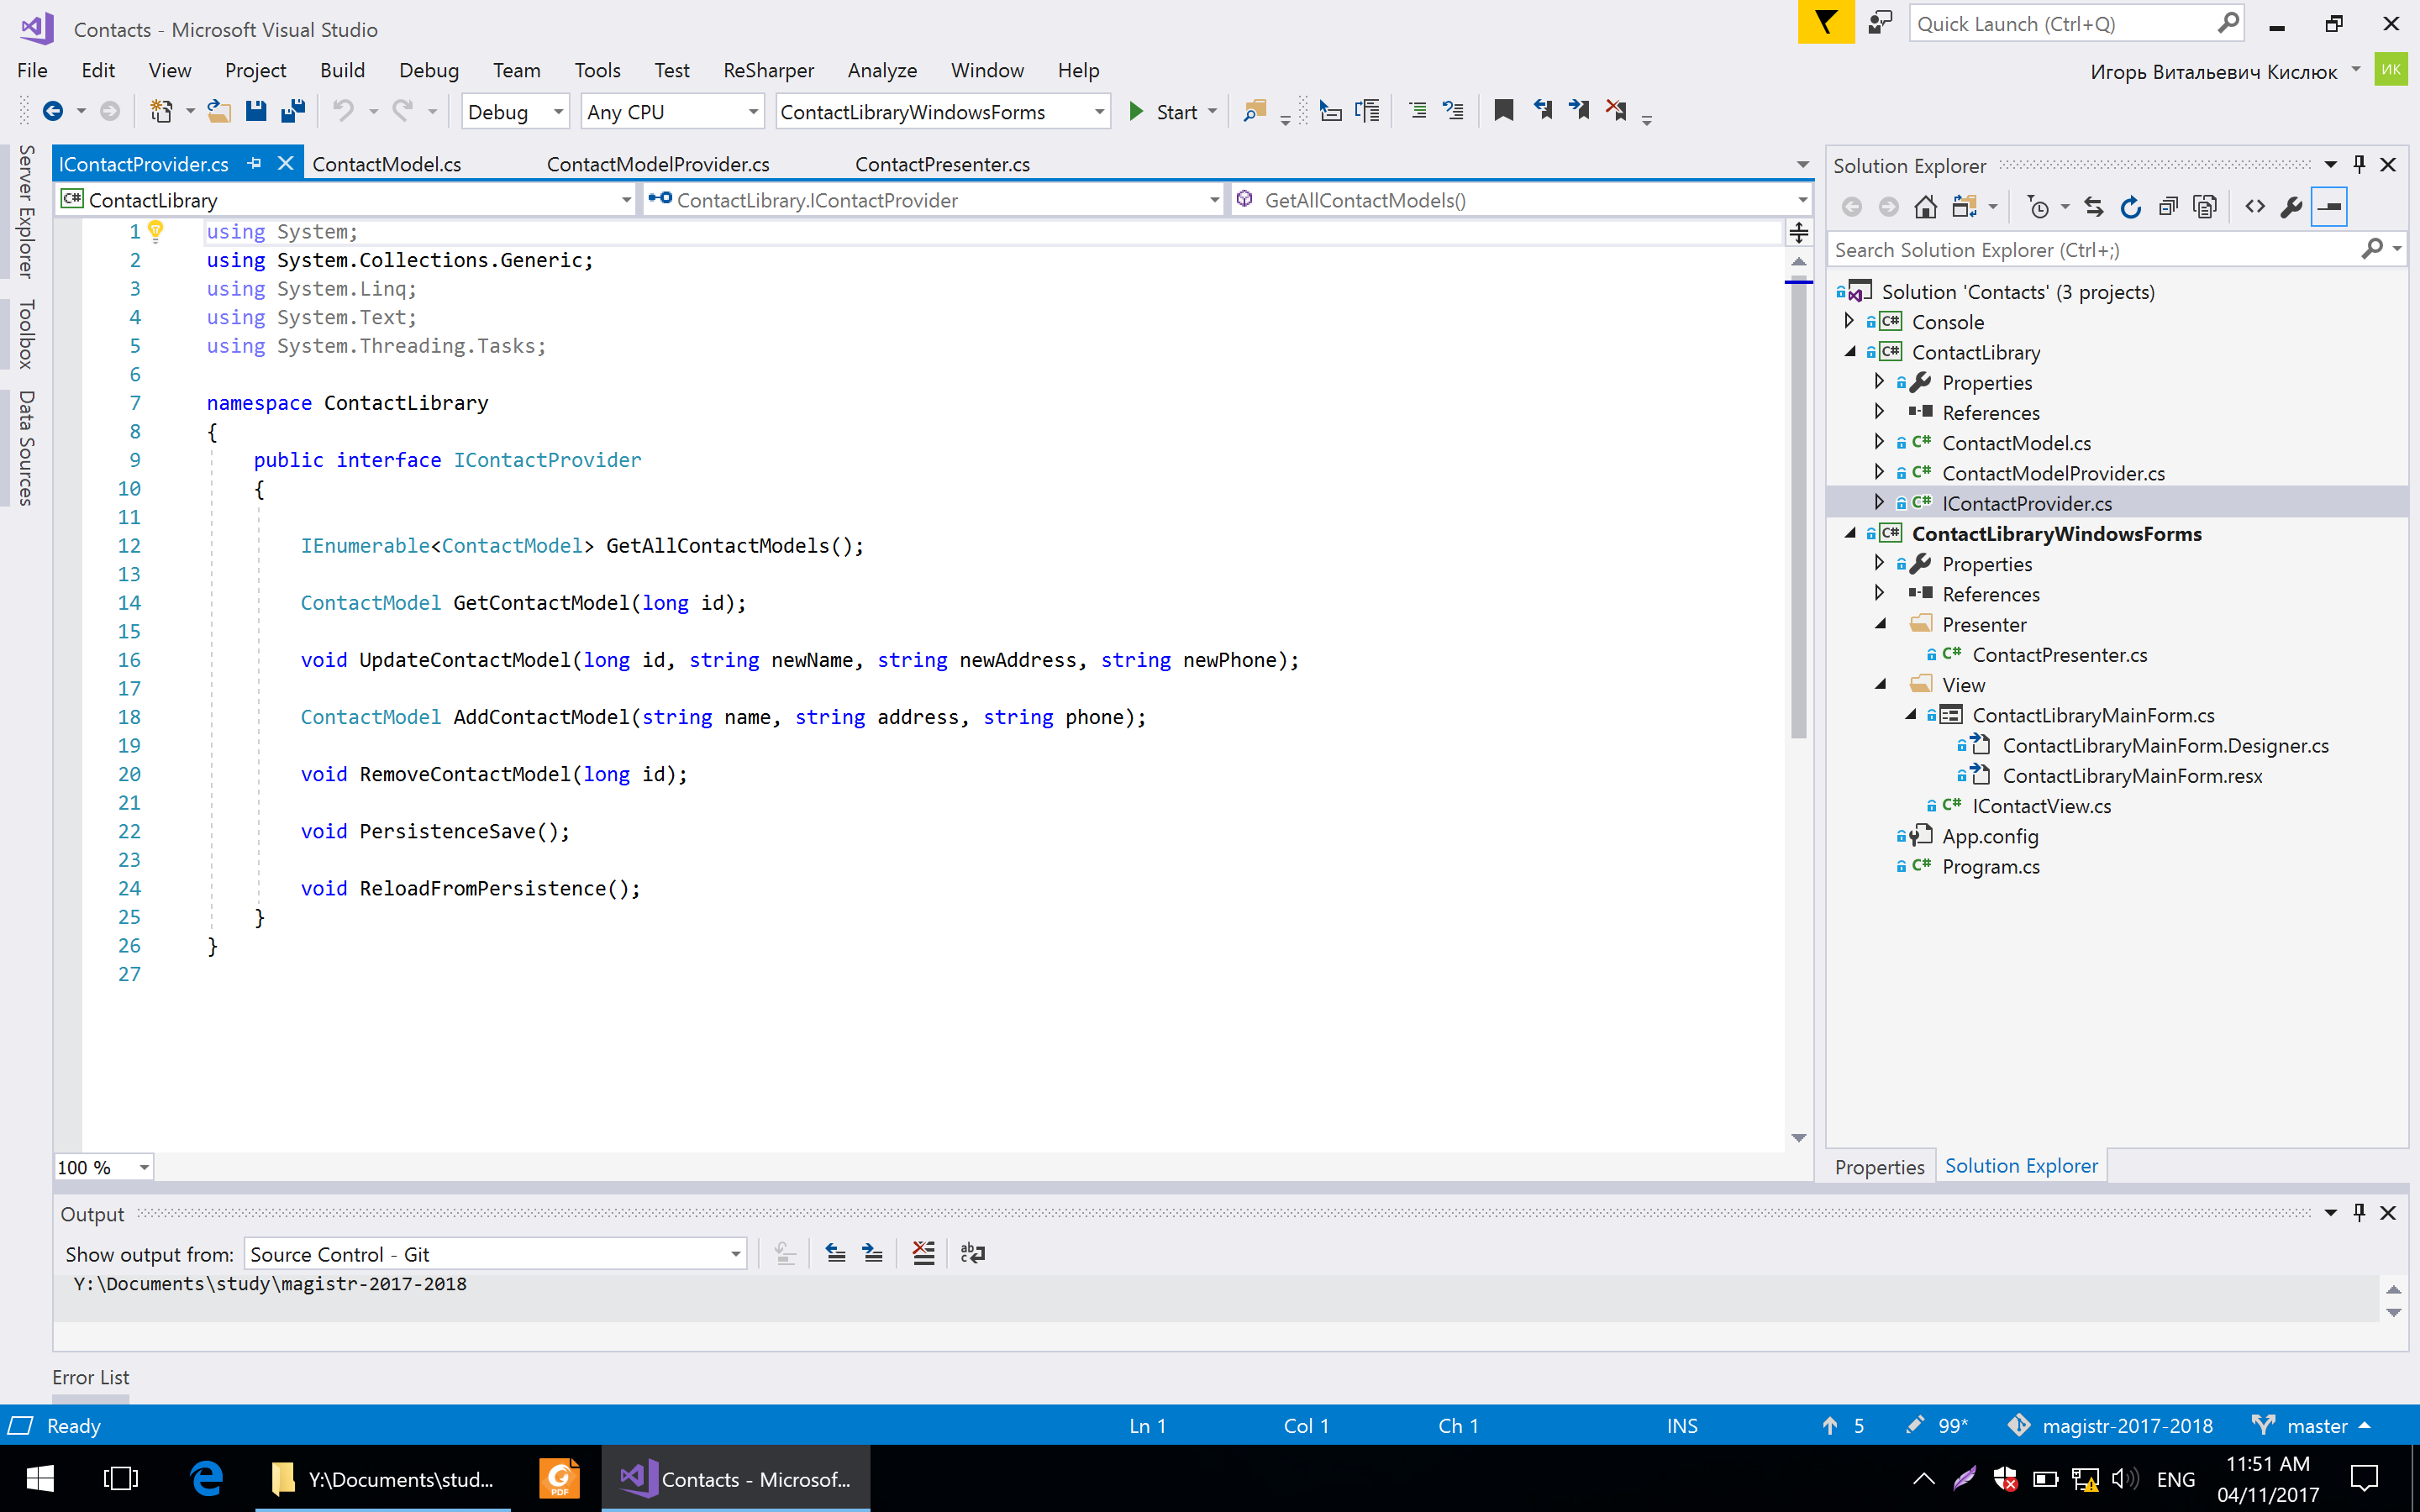 Contacts - Microsoft Visual Studio
Quick Launch (Ctrl+Q)
File Edit View Project Build Debug Team Tools Test ReSharper Analyze Window Help
Игорь Витальевич Кислюк ИК
Debug Any CPU ContactLibraryWindowsForms Start
Server Explorer
Toolbox
Data Sources
IContactProvider.cs ContactModel.cs ContactModelProvider.cs ContactPresenter.cs
C# ContactLibrary ContactLibrary.IContactProvider GetAllContactModels()
1 using System;
2 using System.Collections.Generic;
3 using System.Linq;
4 using System.Text;
5 using System.Threading.Tasks;
6
7 namespace ContactLibrary
8 {
9 public interface IContactProvider
10 {
11
12 IEnumerable<ContactModel> GetAllContactModels();
13
14 ContactModel GetContactModel(long id);
15
16 void UpdateContactModel(long id, string newName, string newAddress, string newPhone);
17
18 ContactModel AddContactModel(string name, string address, string phone);
19
20 void RemoveContactModel(long id);
21
22 void PersistenceSave();
23
24 void ReloadFromPersistence();
25 }
26 }
27
100 %
Solution Explorer
Search Solution Explorer (Ctrl+;)
Solution 'Contacts' (3 projects)
C# Console
C# ContactLibrary
Properties
References
C# ContactModel.cs
C# ContactModelProvider.cs
C# IContactProvider.cs
C# ContactLibraryWindowsForms
Properties
References
Presenter
C# ContactPresenter.cs
View
ContactLibraryMainForm.cs
ContactLibraryMainForm.Designer.cs
ContactLibraryMainForm.resx
C# IContactView.cs
App.config
C# Program.cs
Properties Solution Explorer
Output
Show output from: Source Control - Git
Y:\Documents\study\magistr-2017-2018
Error List
Ready Ln 1 Col 1 Ch 1 INS 5 99* magistr-2017-2018 master
Y:\Documents\stud... PDF Contacts - Microsof... ENG 11:51 AM
04/11/2017